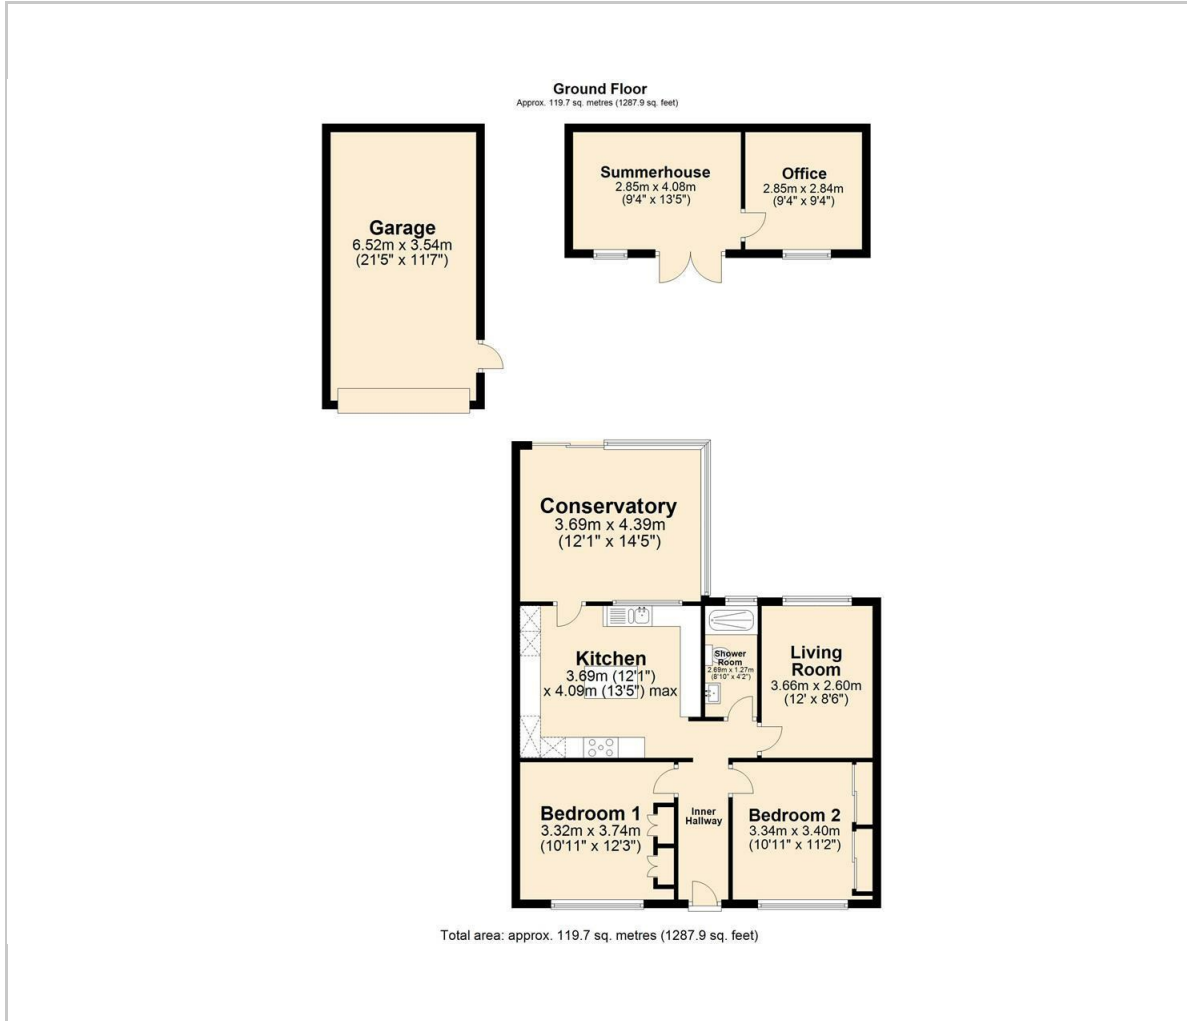 Ground Floor
Approx. 119.7 sq. metres (1287.9 sq. feet)
Garage
6.52m x 3.54m
(21'5" x 11'7")
Summerhouse
2.85m x 4.08m
(9'4" x 13'5")
Office
2.85m x 2.84m
(9'4" x 9'4")
Conservatory
3.69m x 4.39m
(12'1" x 14'5")
Kitchen
3.69m (12'1")
x 4.09m (13'5") max
Shower
Room
2.69m x 1.27m
(8'10" x 4'2")
Living
Room
3.66m x 2.60m
(12' x 8'6")
Bedroom 1
3.32m x 3.74m
(10'11" x 12'3")
Inner
Hallway
Bedroom 2
3.34m x 3.40m
(10'11" x 11'2")
Total area: approx. 119.7 sq. metres (1287.9 sq. feet)